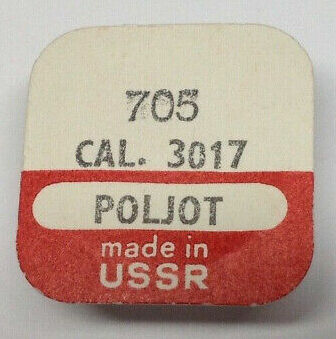 705
CAL. 3017
POLJOT
made in
USSR